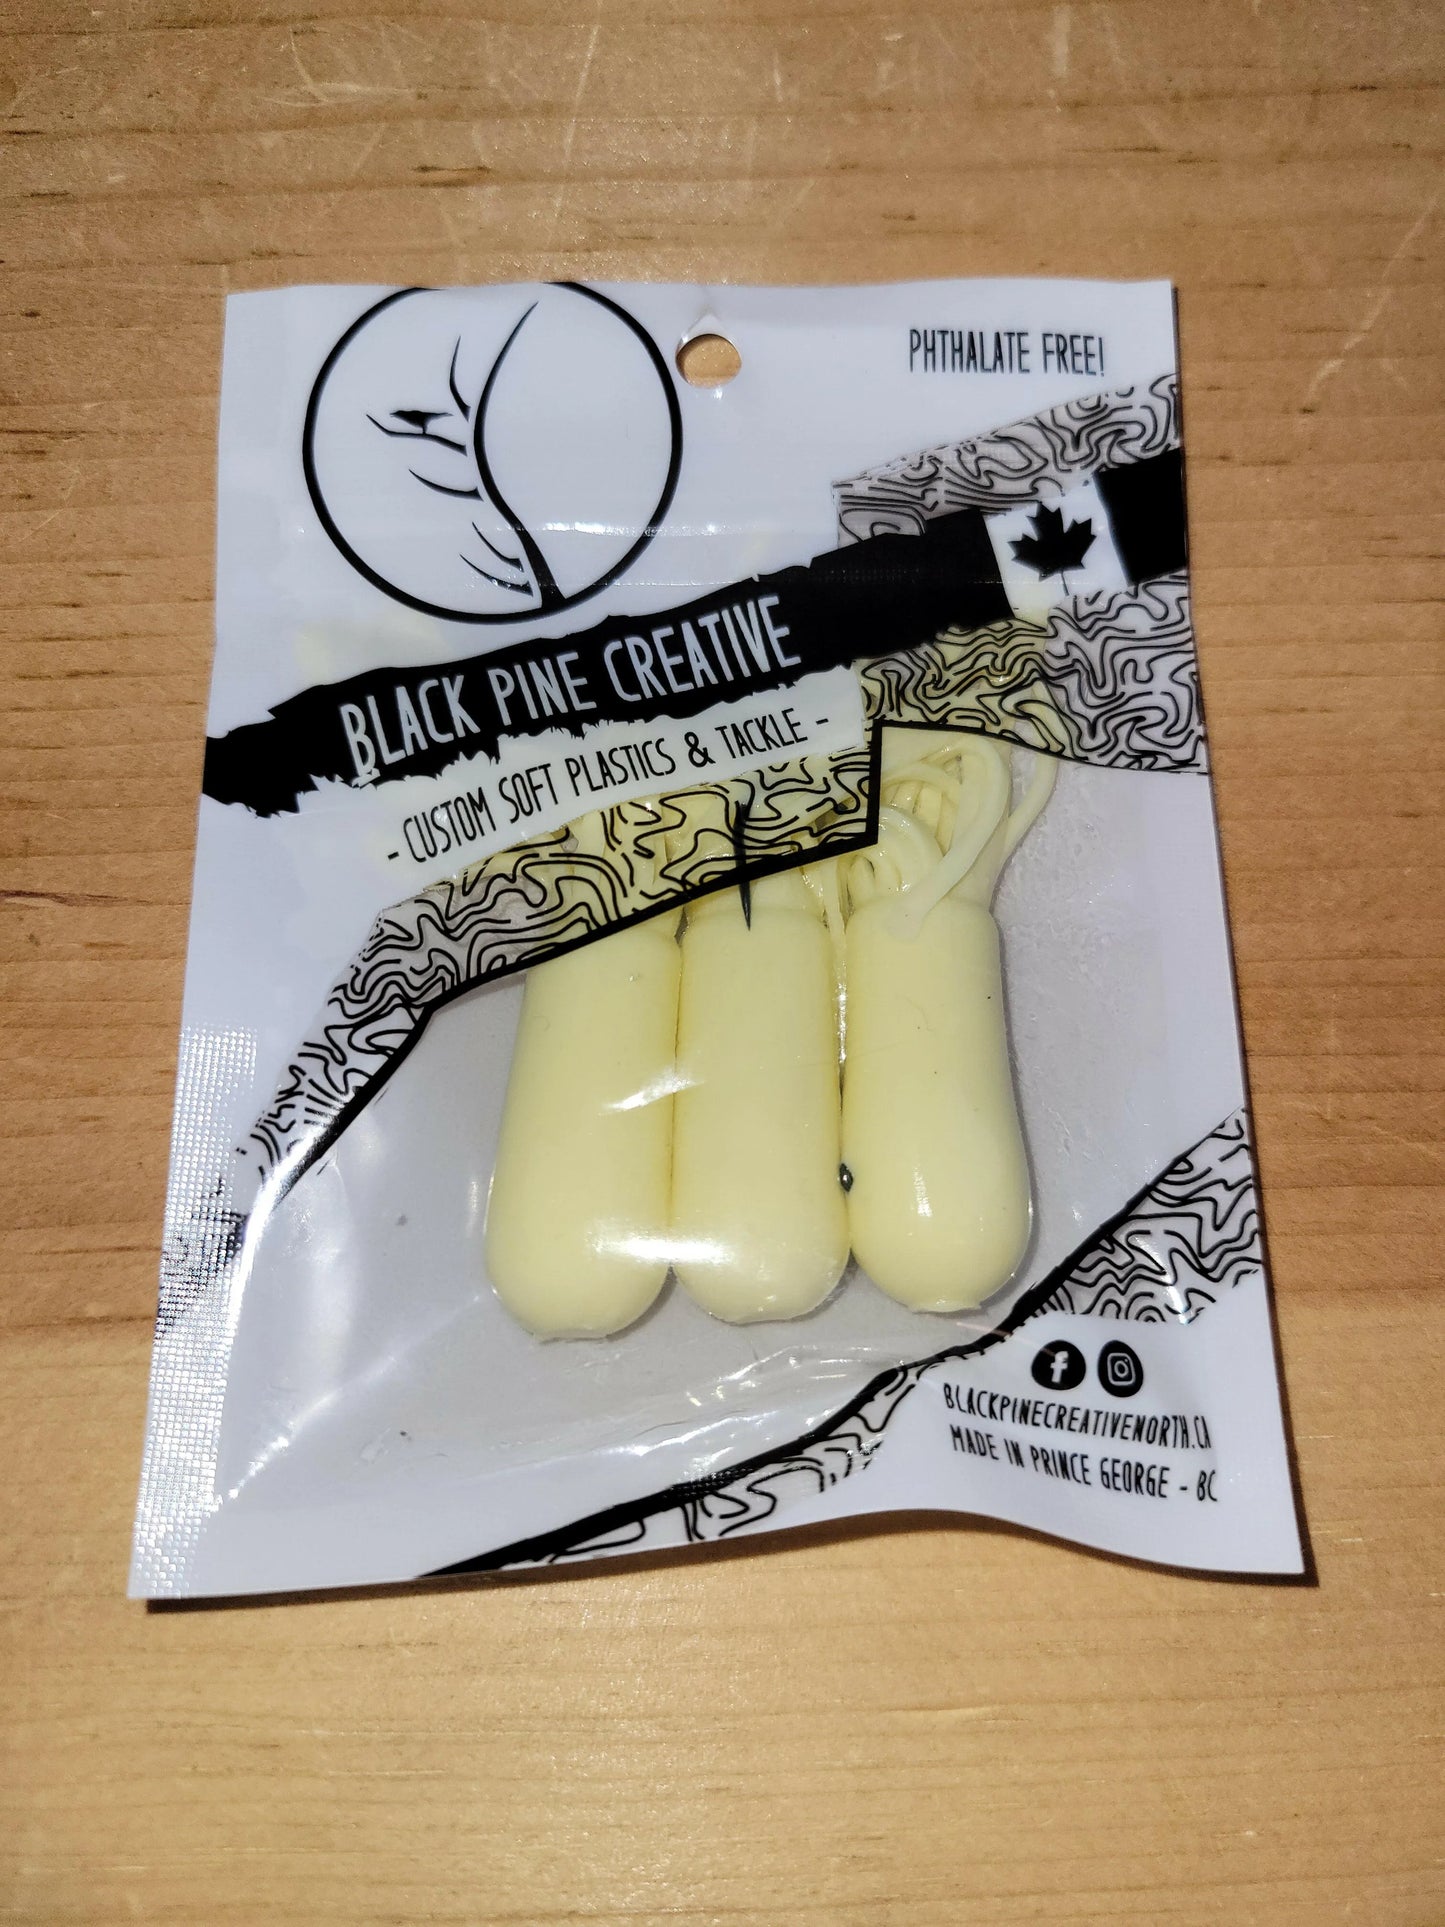 PHTHALATE FREE!
BLACK PINE CREATIVE
- CUSTOM SOFT PLASTICS & TACKLE -
f
BLACKPINECREATIVENORTH.CA
MADE IN PRINCE GEORGE - BC